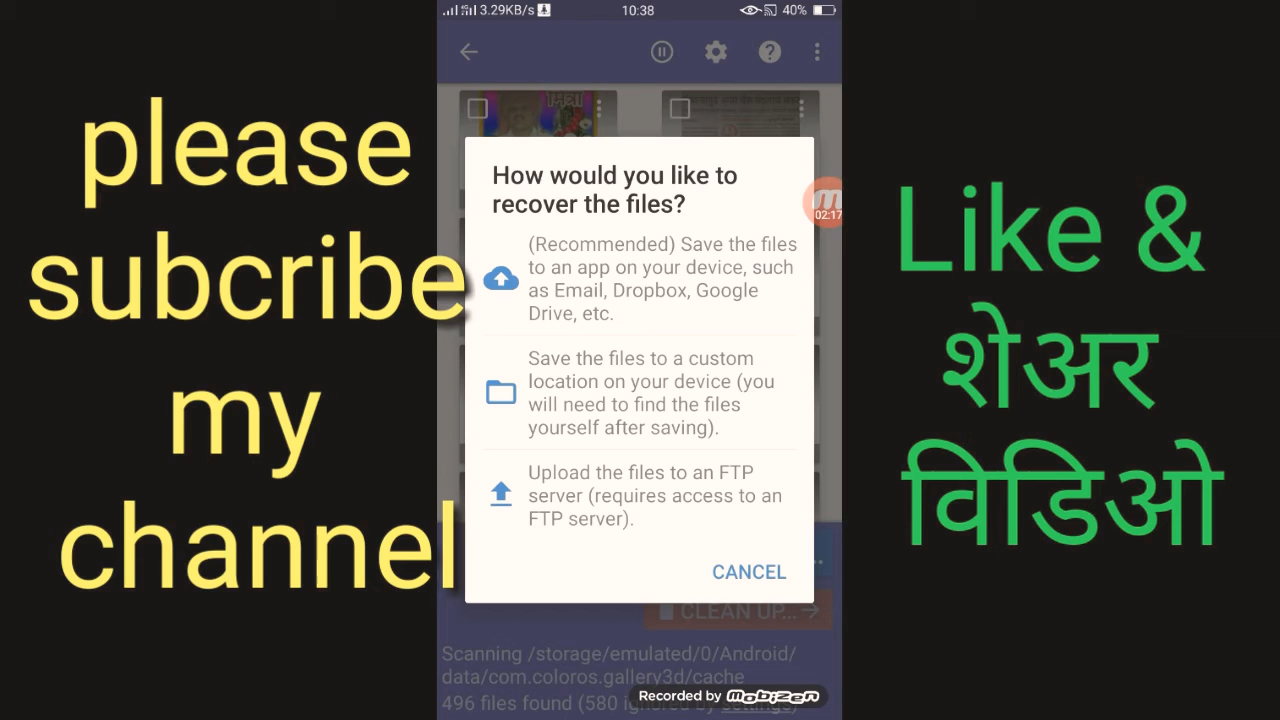 please
subcribe
my
channel
3.29KB/s
10:38
40%
How would you like to
recover the files?
(Recommended) Save the files
to an app on your device, such
as Email, Dropbox, Google
Drive, etc.
Save the files to a custom
location on your device (you
will need to find the files
yourself after saving).
Upload the files to an FTP
server (requires access to an
FTP server).
CANCEL
02:17
CLEAN UP...
Scanning /storage/emulated/0/Android/
data/com.coloros.gallery3d/cache
496 files found (580 ignored by settings)
Recorded by mobizen
Like &
शेअर
विडिओ